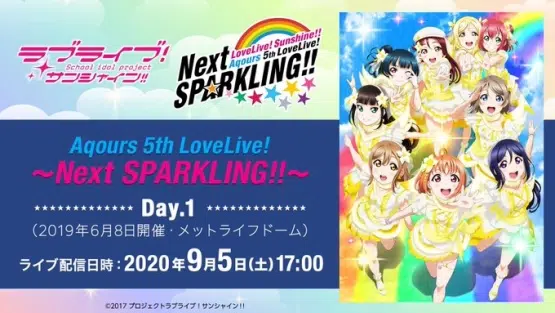 ラブライブ!
School idol project
サンシャイン!!
LoveLive! Sunshine!!
Aqours 5th LoveLive!
Next
SPARKLING!!
Aqours 5th LoveLive!
～Next SPARKLING!!～
Day.1
（2019年6月8日開催・メットライフドーム）
ライブ配信日時：2020年9月5日(土)17:00
©2017 プロジェクトラブライブ！サンシャイン!!